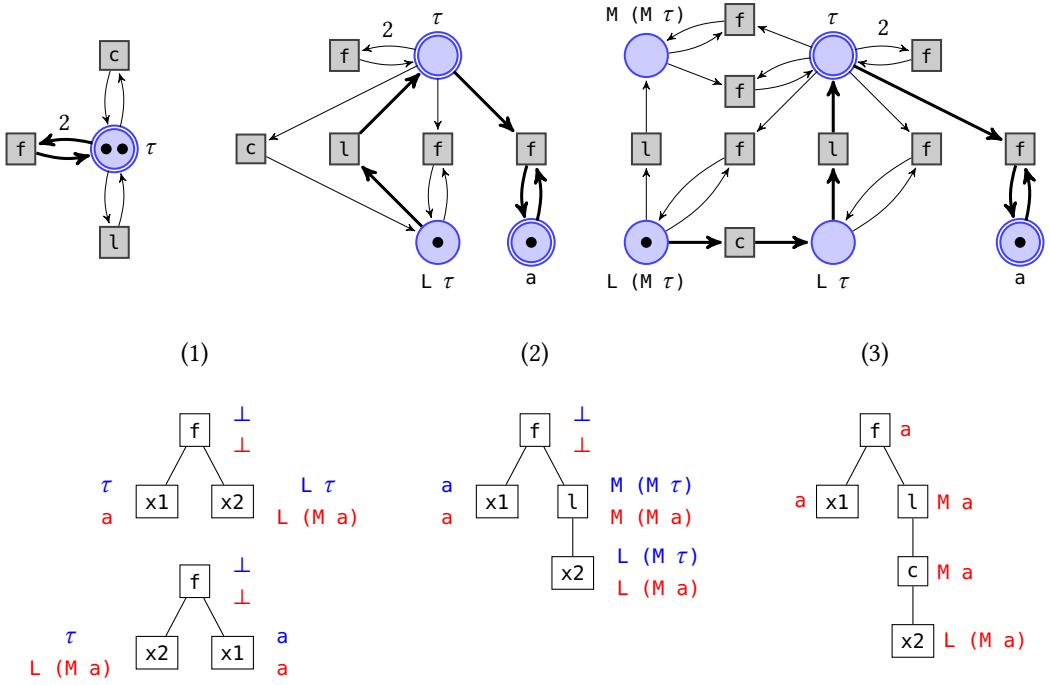 c
2
f
τ
l
τ
2
f
c
l
f
f
L τ
a
M (M τ)
f
τ
2
f
f
l
f
l
f
f
c
L (M τ)
L τ
a
(1)
(2)
(3)
f
⊥
⊥
τ
a
x1
x2
L τ
L (M a)
f
⊥
⊥
τ
L (M a)
x2
x1
a
a
f
⊥
⊥
a
a
x1
l
M (M τ)
M (M a)
x2
L (M τ)
L (M a)
f
a
a
x1
l
M a
c
M a
x2
L (M a)